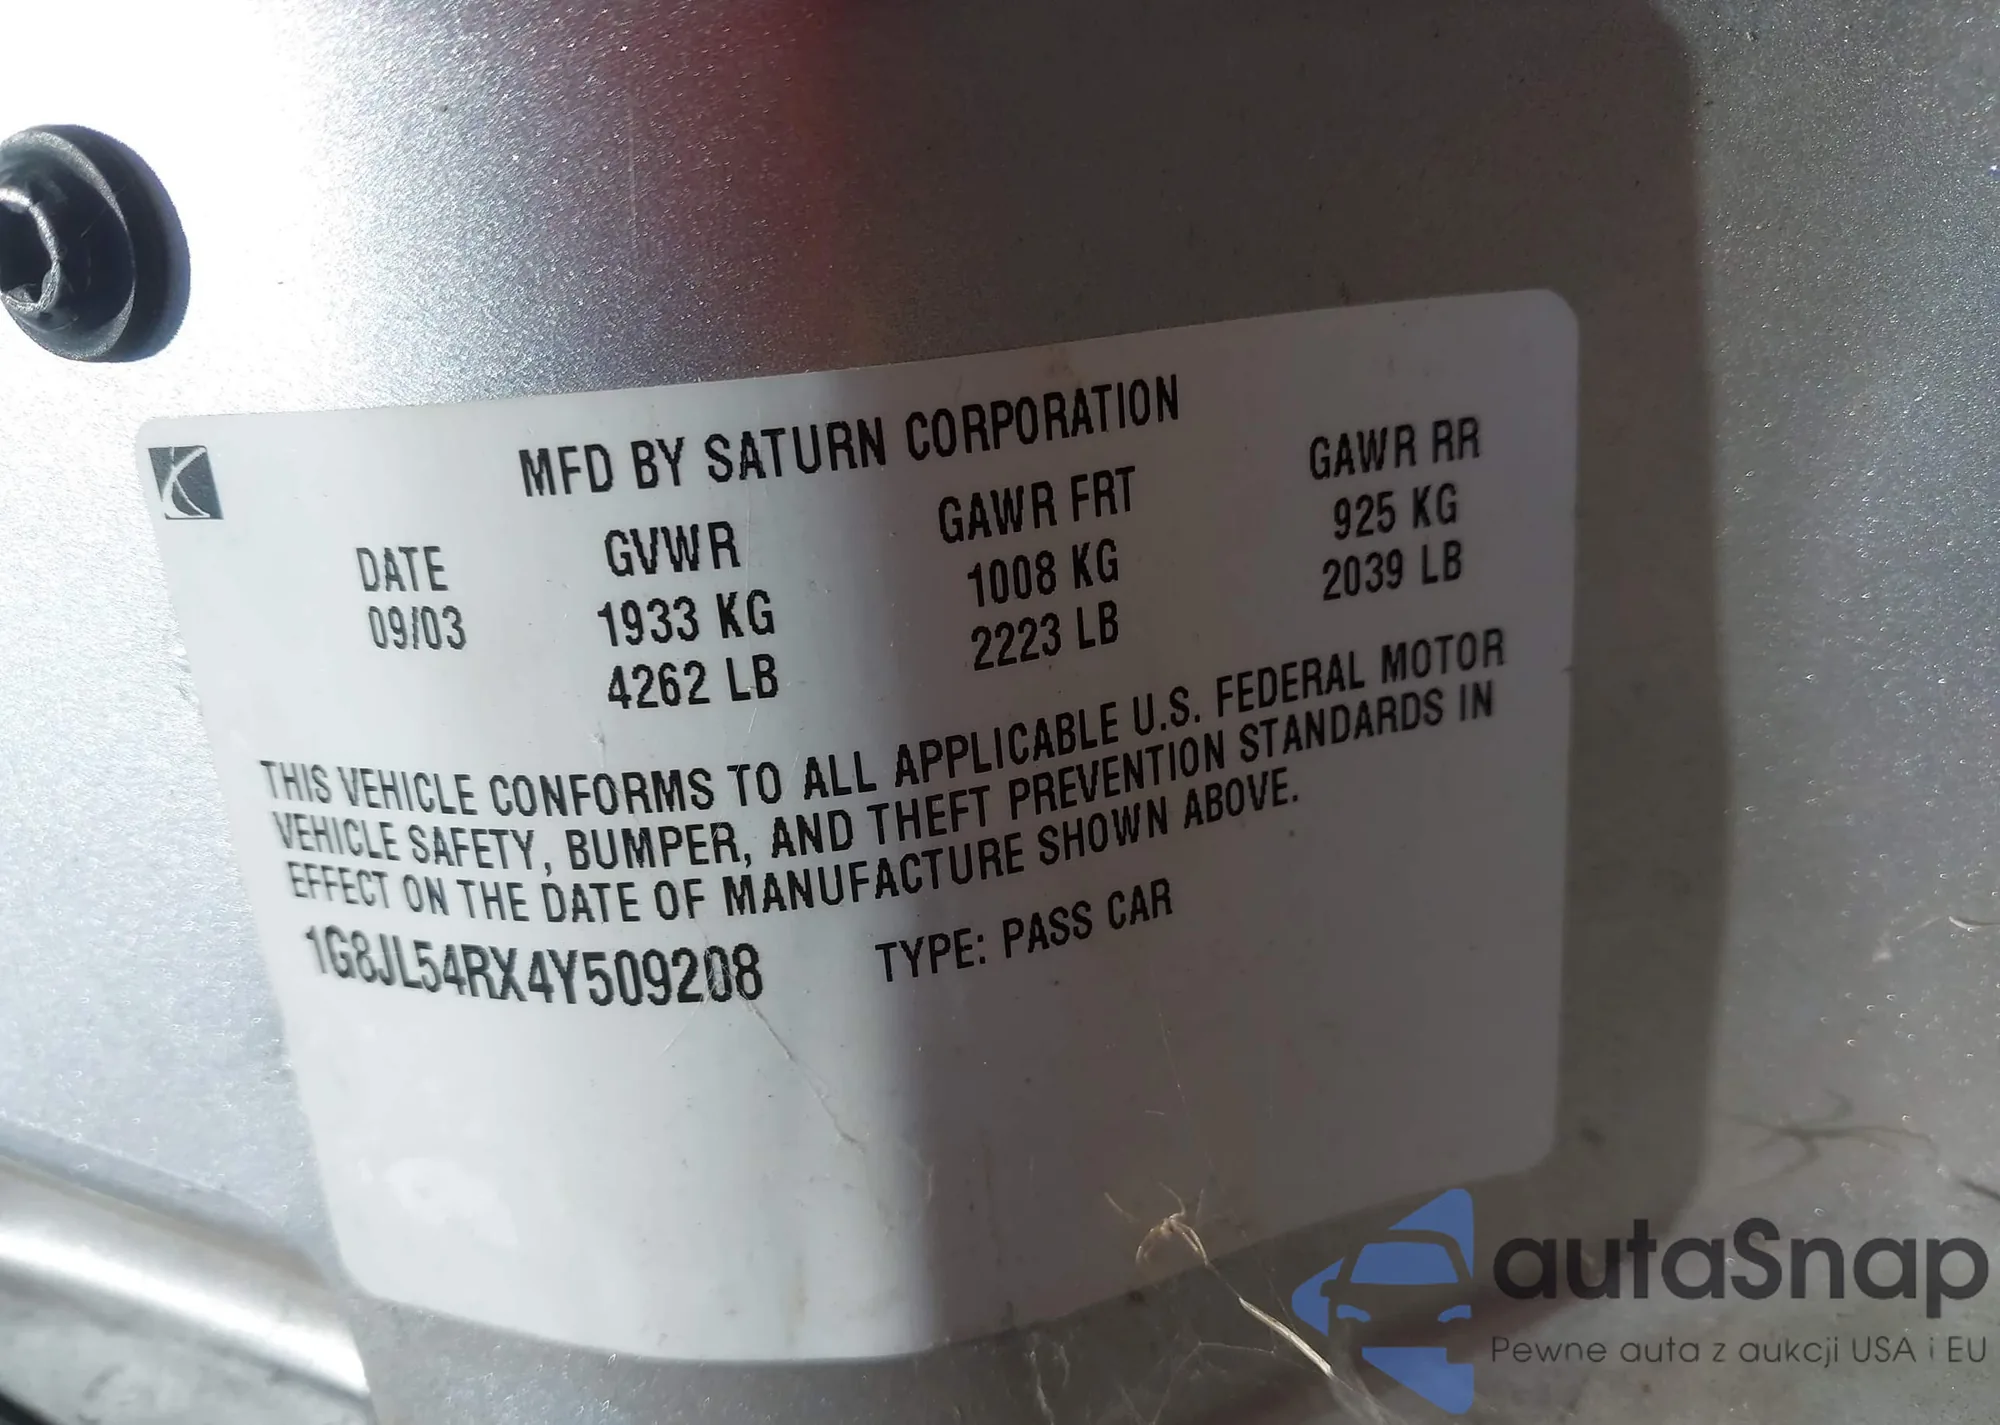 MFD BY SATURN CORPORATION
DATE GVWR GAWR FRT GAWR RR
09/03 1933 KG 1008 KG 925 KG
4262 LB 2223 LB 2039 LB
THIS VEHICLE CONFORMS TO ALL APPLICABLE U.S. FEDERAL MOTOR
VEHICLE SAFETY, BUMPER, AND THEFT PREVENTION STANDARDS IN
EFFECT ON THE DATE OF MANUFACTURE SHOWN ABOVE.
1G8JL54RX4Y509208 TYPE: PASS CAR
autaSnap
Pewne auta z aukcji USA i EU